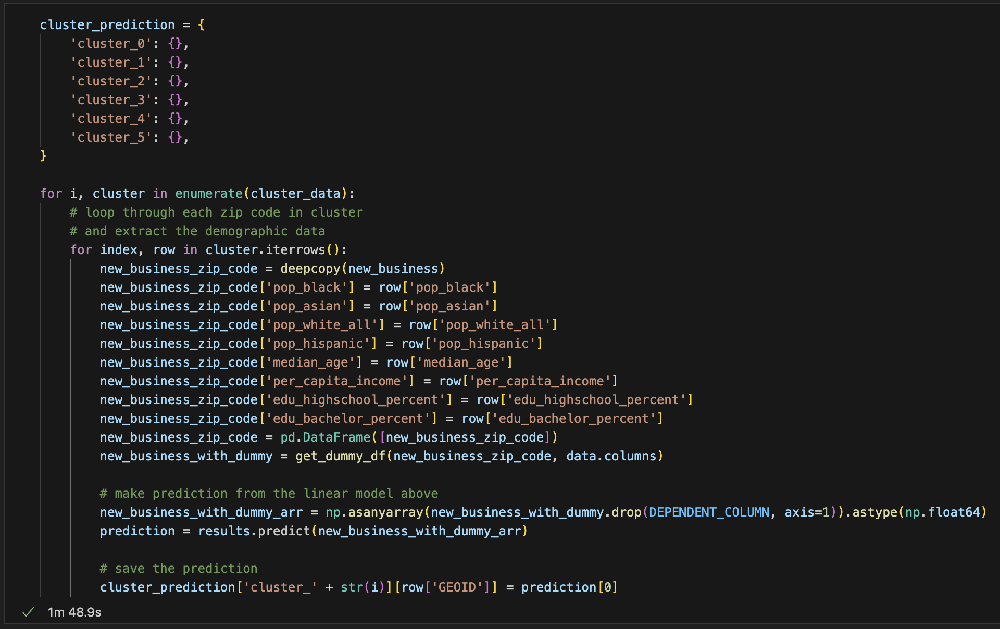 cluster_prediction = {
    'cluster_0': {},
    'cluster_1': {},
    'cluster_2': {},
    'cluster_3': {},
    'cluster_4': {},
    'cluster_5': {},
}

for i, cluster in enumerate(cluster_data):
    # loop through each zip code in cluster
    # and extract the demographic data
    for index, row in cluster.iterrows():
        new_business_zip_code = deepcopy(new_business)
        new_business_zip_code['pop_black'] = row['pop_black']
        new_business_zip_code['pop_asian'] = row['pop_asian']
        new_business_zip_code['pop_white_all'] = row['pop_white_all']
        new_business_zip_code['pop_hispanic'] = row['pop_hispanic']
        new_business_zip_code['median_age'] = row['median_age']
        new_business_zip_code['per_capita_income'] = row['per_capita_income']
        new_business_zip_code['edu_highschool_percent'] = row['edu_highschool_percent']
        new_business_zip_code['edu_bachelor_percent'] = row['edu_bachelor_percent']
        new_business_zip_code = pd.DataFrame([new_business_zip_code])
        new_business_with_dummy = get_dummy_df(new_business_zip_code, data.columns)

        # make prediction from the linear model above
        new_business_with_dummy_arr = np.asanyarray(new_business_with_dummy.drop(DEPENDENT_COLUMN, axis=1)).astype(np.float64)
        prediction = results.predict(new_business_with_dummy_arr)

        # save the prediction
        cluster_prediction['cluster_' + str(i)][row['GEOID']] = prediction[0]
✓ 1m 48.9s